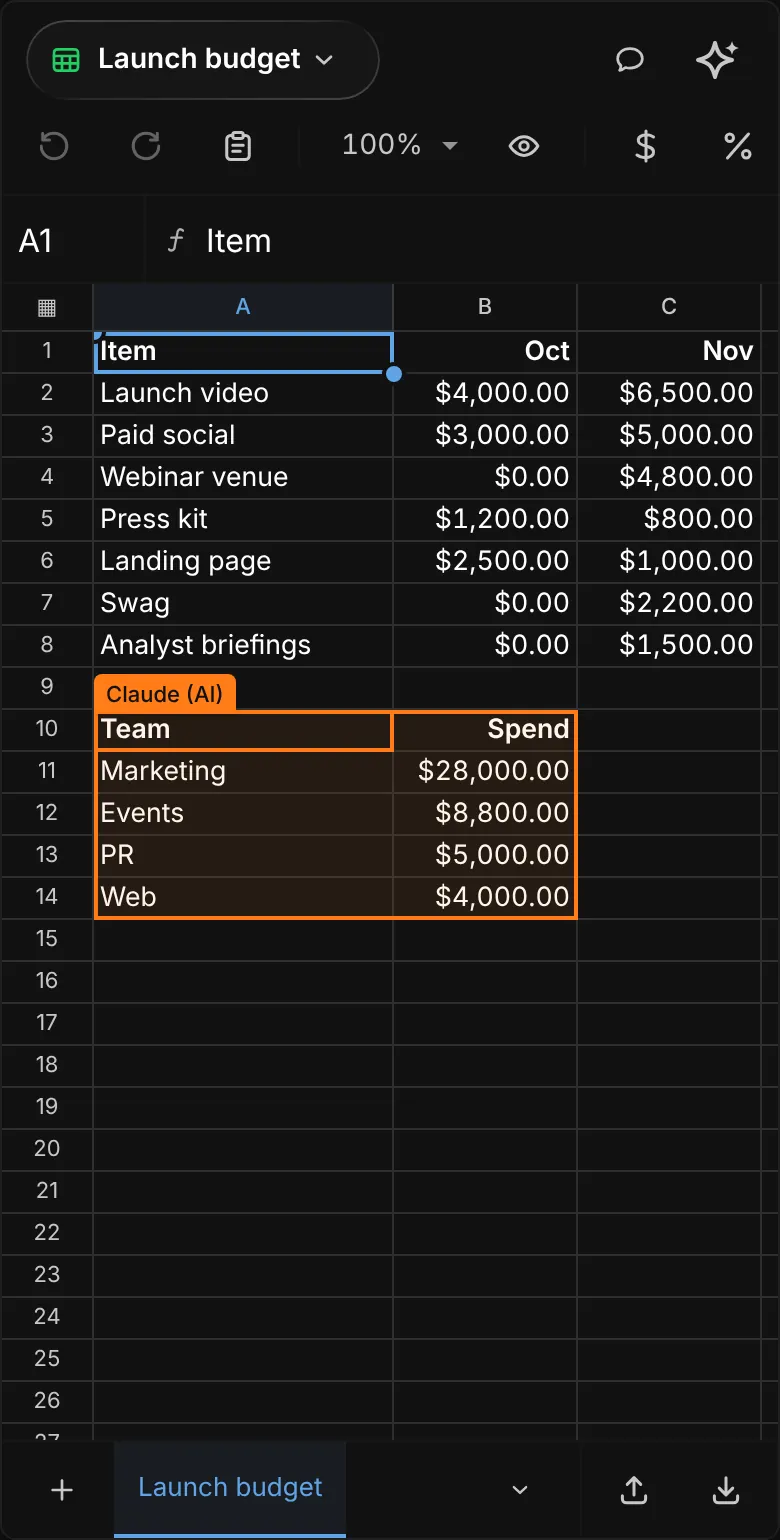 Launch budget
100% $ %
A1 f Item
A B C
1 Item Oct Nov
2 Launch video $4,000.00 $6,500.00
3 Paid social $3,000.00 $5,000.00
4 Webinar venue $0.00 $4,800.00
5 Press kit $1,200.00 $800.00
6 Landing page $2,500.00 $1,000.00
7 Swag $0.00 $2,200.00
8 Analyst briefings $0.00 $1,500.00
9 Claude (AI)
10 Team Spend
11 Marketing $28,000.00
12 Events $8,800.00
13 PR $5,000.00
14 Web $4,000.00
15
16
17
18
19
20
21
22
23
24
25
26
27
Launch budget